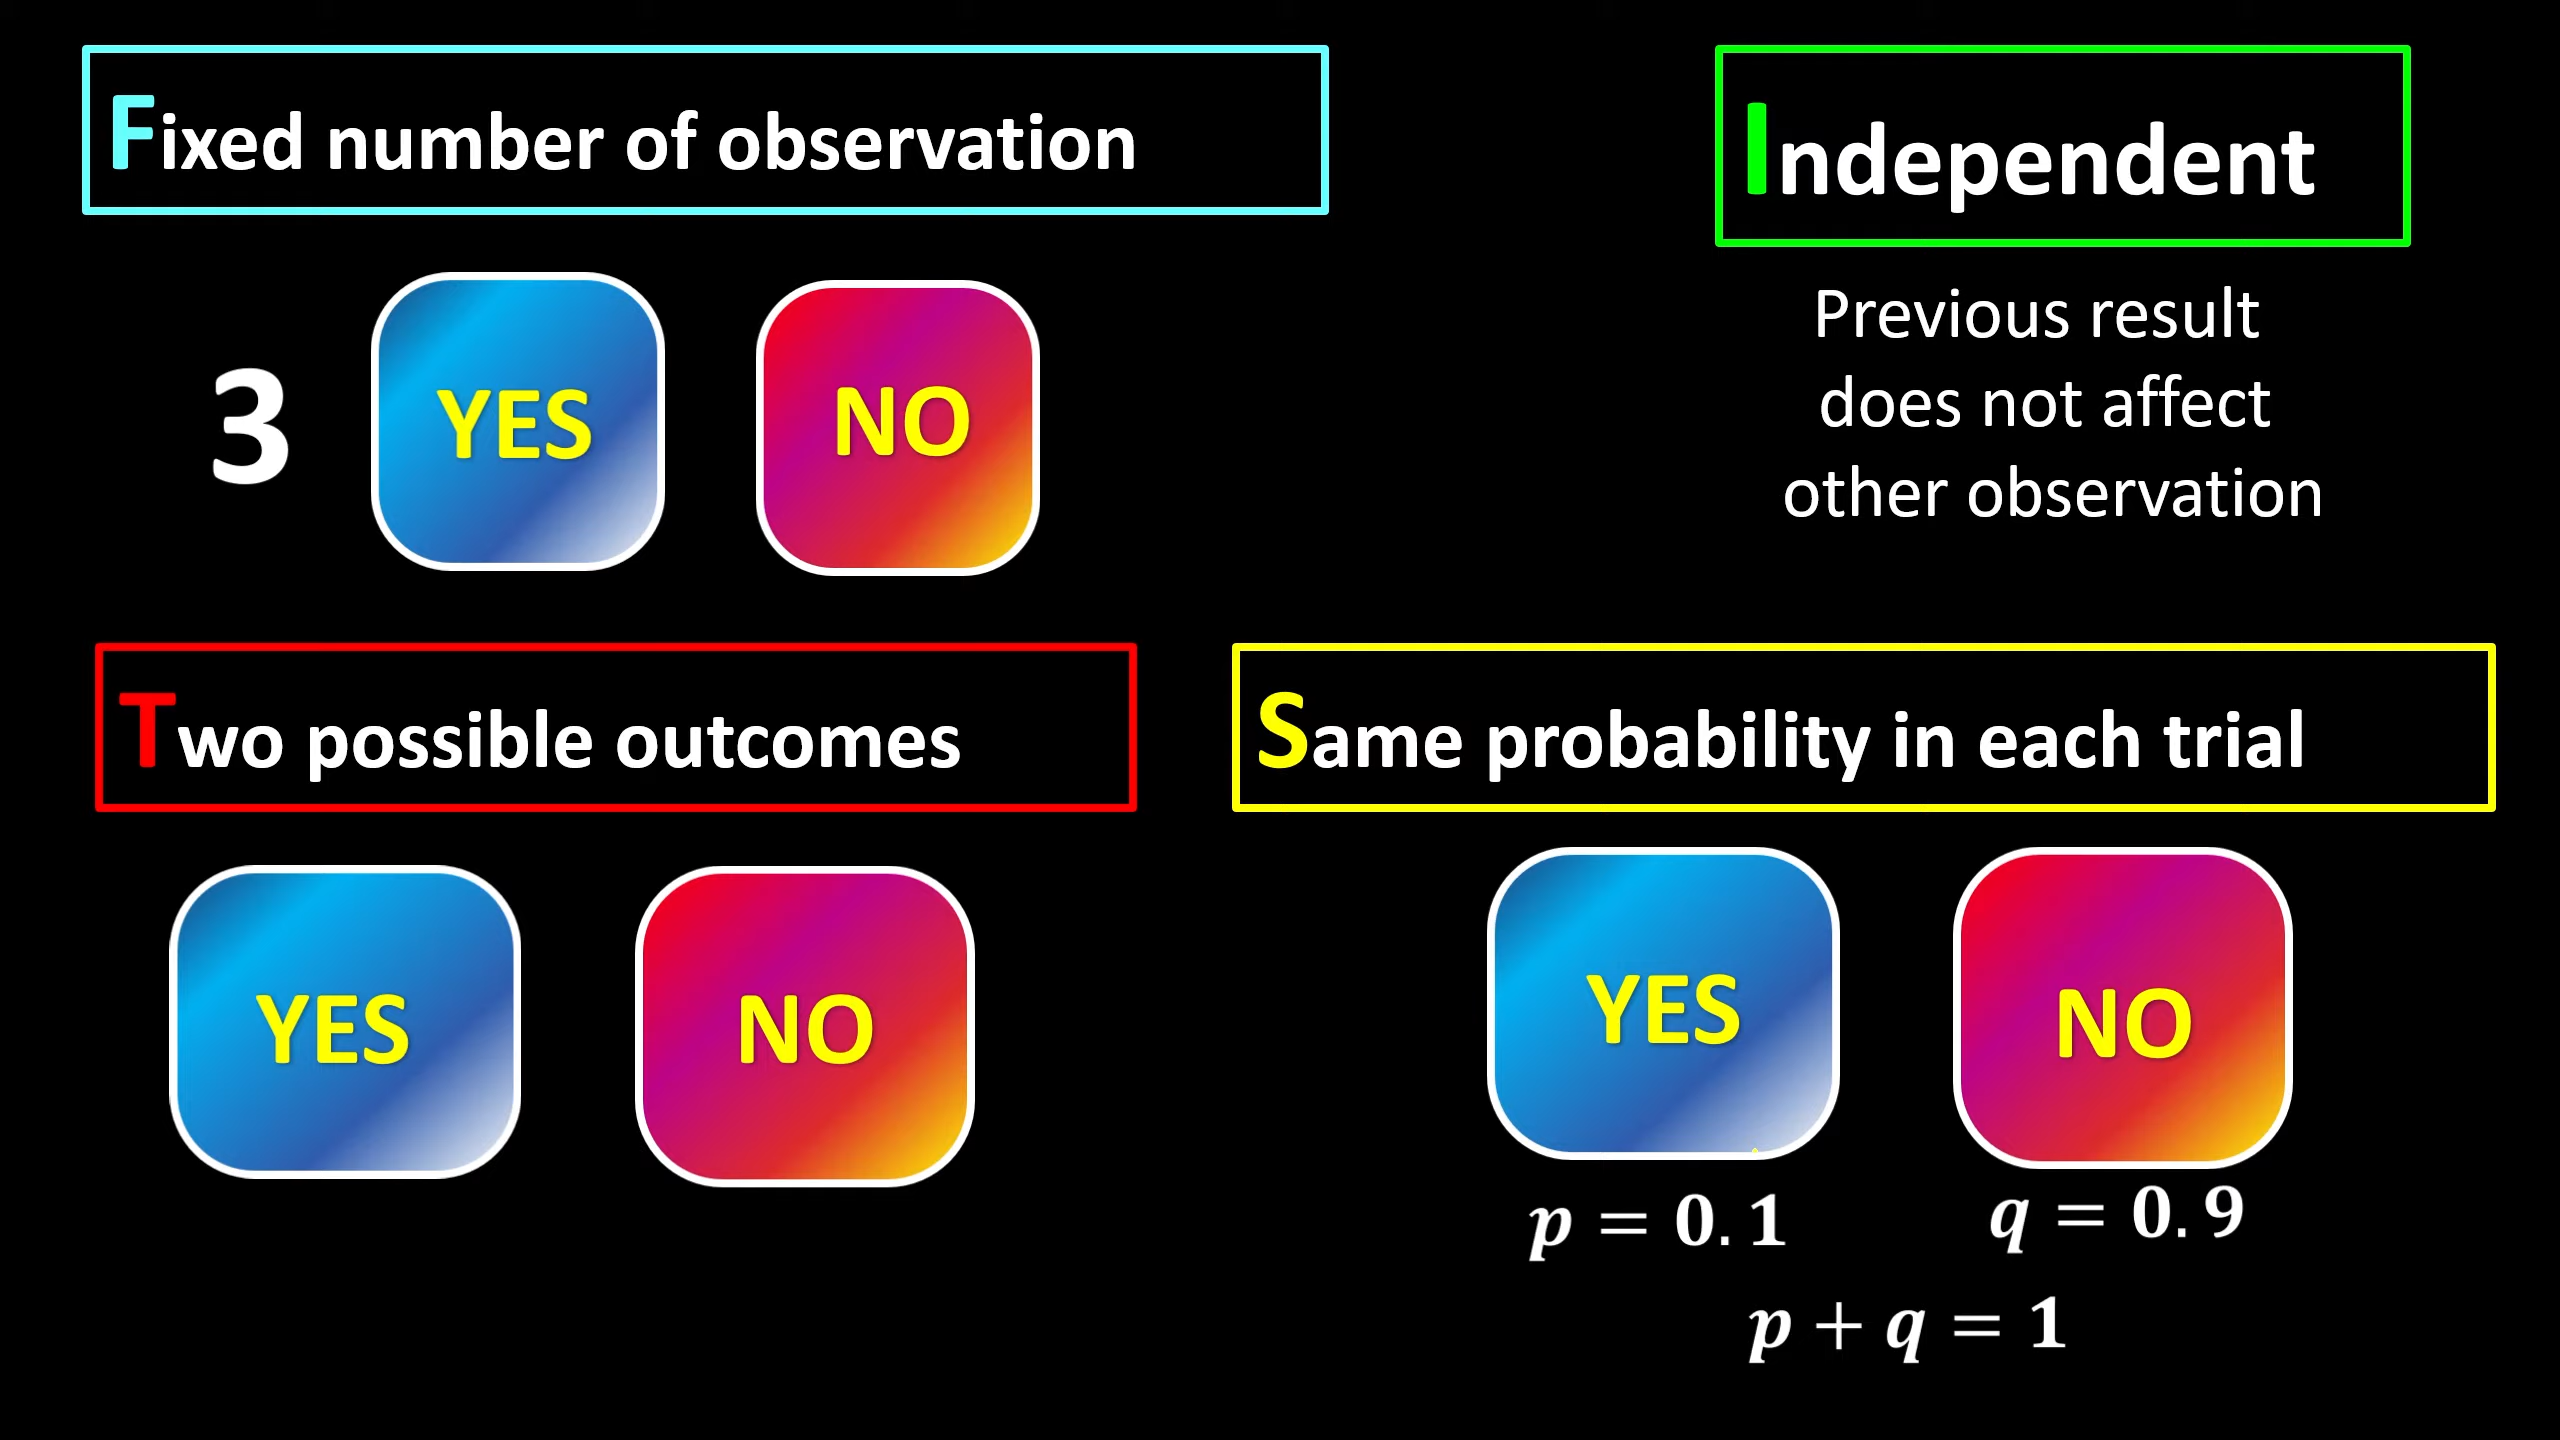 Fixed number of observation
3
YES
NO
Independent
Previous result
does not affect
other observation
Two possible outcomes
YES
NO
Same probability in each trial
YES
NO
p = 0.1
q = 0.9
p + q = 1